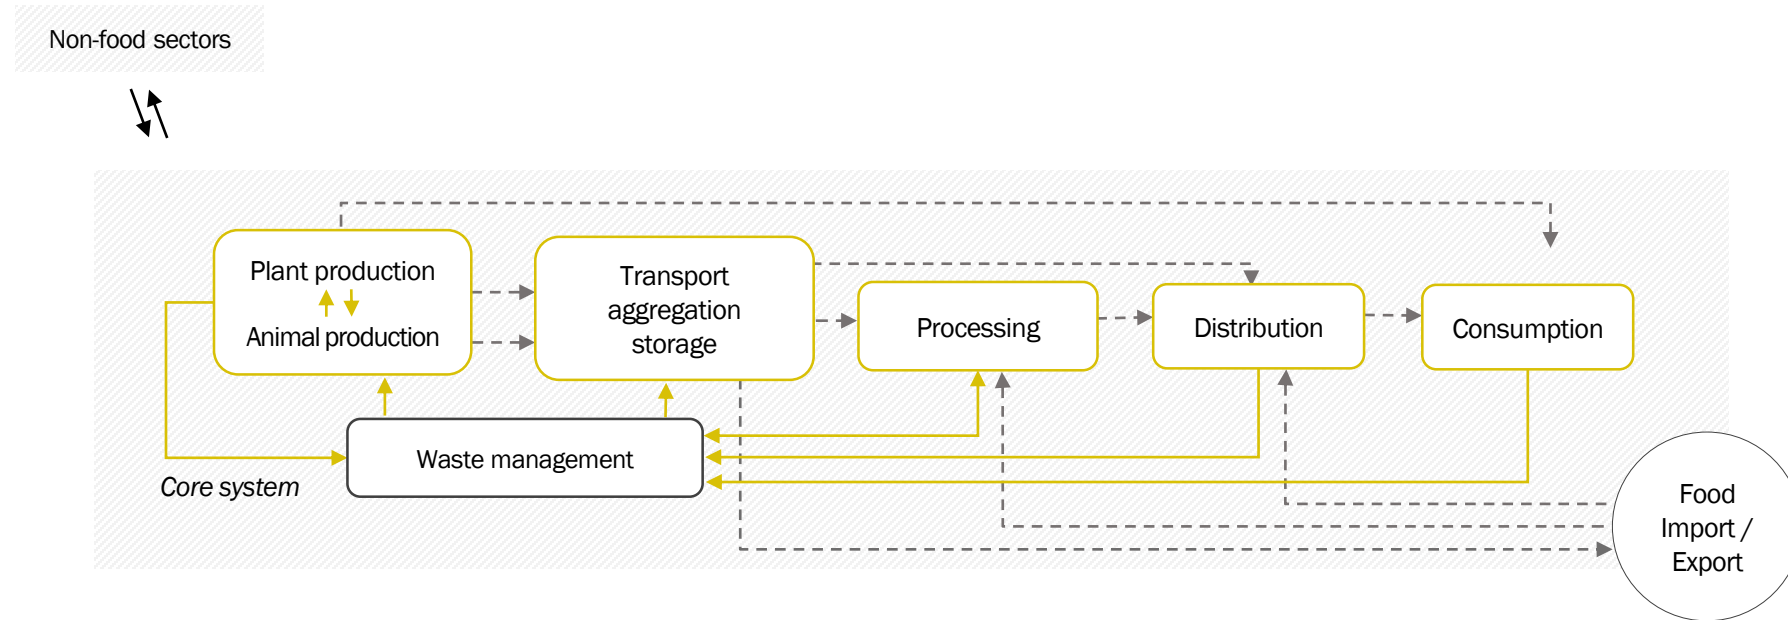 Non-food sectors
Plant production
Animal production
Transport
aggregation
storage
Processing
Distribution
Consumption
Waste management
Core system
Food
Import /
Export